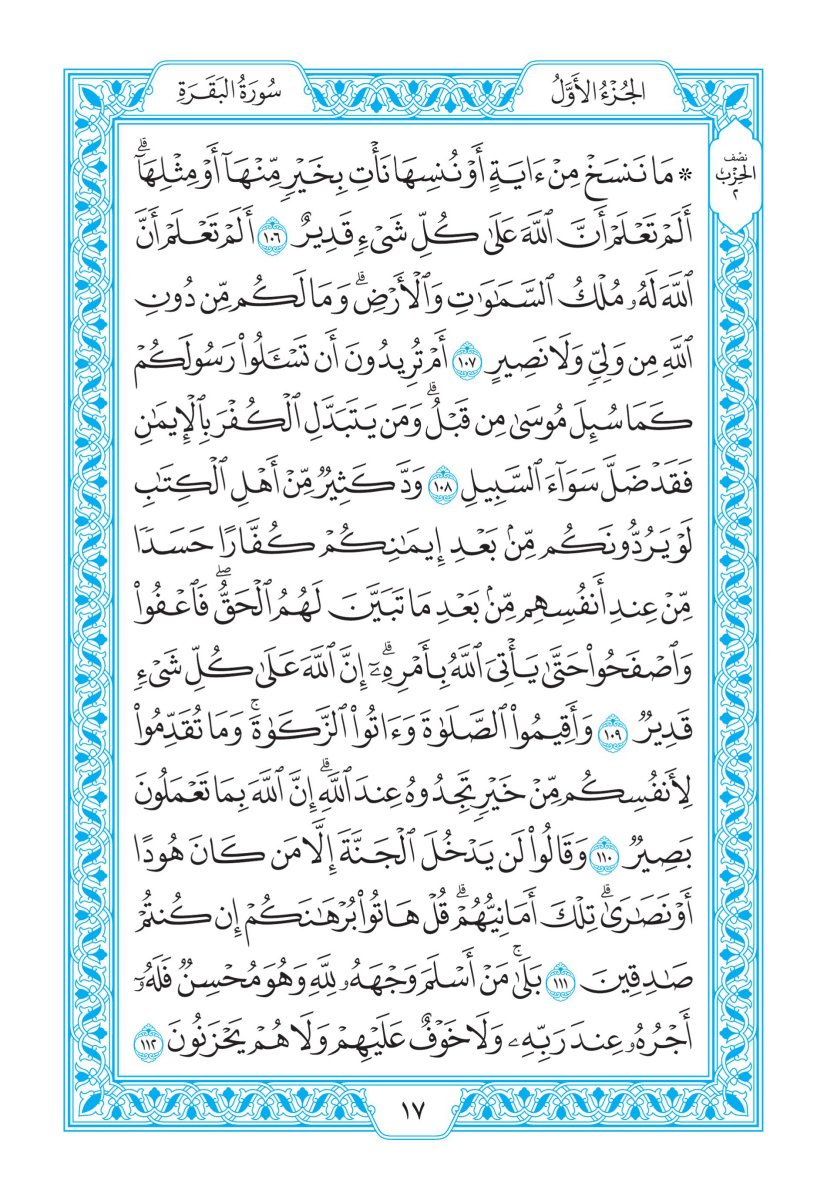 الجُزْءُ الأَوَّلُ
سُورَةُ البَقَرَةِ
نصف
الحِزْب
٢
* مَا نَنسَخْ مِنْ ءَايَةٍ أَوْ نُنسِهَا نَأْتِ بِخَيْرٍ مِّنْهَآ أَوْ مِثْلِهَآۗ
أَلَمْ تَعْلَمْ أَنَّ ٱللَّهَ عَلَىٰ كُلِّ شَىْءٍ قَدِيرٌ ١٠٦ أَلَمْ تَعْلَمْ أَنَّ
ٱللَّهَ لَهُۥ مُلْكُ ٱلسَّمَٰوَٰتِ وَٱلْأَرْضِۗ وَمَا لَكُم مِّن دُونِ
ٱللَّهِ مِن وَلِىٍّ وَلَا نَصِيرٍ ١٠٧ أَمْ تُرِيدُونَ أَن تَسْـَٔلُوا۟ رَسُولَكُمْ
كَمَا سُئِلَ مُوسَىٰ مِن قَبْلُۗ وَمَن يَتَبَدَّلِ ٱلْكُفْرَ بِٱلْإِيمَٰنِ
فَقَدْ ضَلَّ سَوَآءَ ٱلسَّبِيلِ ١٠٨ وَدَّ كَثِيرٌ مِّنْ أَهْلِ ٱلْكِتَٰبِ
لَوْ يَرُدُّونَكُم مِّنۢ بَعْدِ إِيمَٰنِكُمْ كُفَّارًا حَسَدًا
مِّنْ عِندِ أَنفُسِهِم مِّنۢ بَعْدِ مَا تَبَيَّنَ لَهُمُ ٱلْحَقُّۖ فَٱعْفُوا۟
وَٱصْفَحُوا۟ حَتَّىٰ يَأْتِىَ ٱللَّهُ بِأَمْرِهِۦٓۗ إِنَّ ٱللَّهَ عَلَىٰ كُلِّ شَىْءٍ
قَدِيرٌ ١٠٩ وَأَقِيمُوا۟ ٱلصَّلَوٰةَ وَءَاتُوا۟ ٱلزَّكَوٰةَۚ وَمَا تُقَدِّمُوا۟
لِأَنفُسِكُم مِّنْ خَيْرٍ تَجِدُوهُ عِندَ ٱللَّهِۗ إِنَّ ٱللَّهَ بِمَا تَعْمَلُونَ
بَصِيرٌ ١١٠ وَقَالُوا۟ لَن يَدْخُلَ ٱلْجَنَّةَ إِلَّا مَن كَانَ هُودًا
أَوْ نَصَٰرَىٰۗ تِلْكَ أَمَانِيُّهُمْۗ قُلْ هَاتُوا۟ بُرْهَٰنَكُمْ إِن كُنتُمْ
صَٰدِقِينَ ١١١ بَلَىٰۚ مَنْ أَسْلَمَ وَجْهَهُۥ لِلَّهِ وَهُوَ مُحْسِنٌ فَلَهُۥٓ
أَجْرُهُۥ عِندَ رَبِّهِۦ وَلَا خَوْفٌ عَلَيْهِمْ وَلَا هُمْ يَحْزَنُونَ ١١٢
١٧